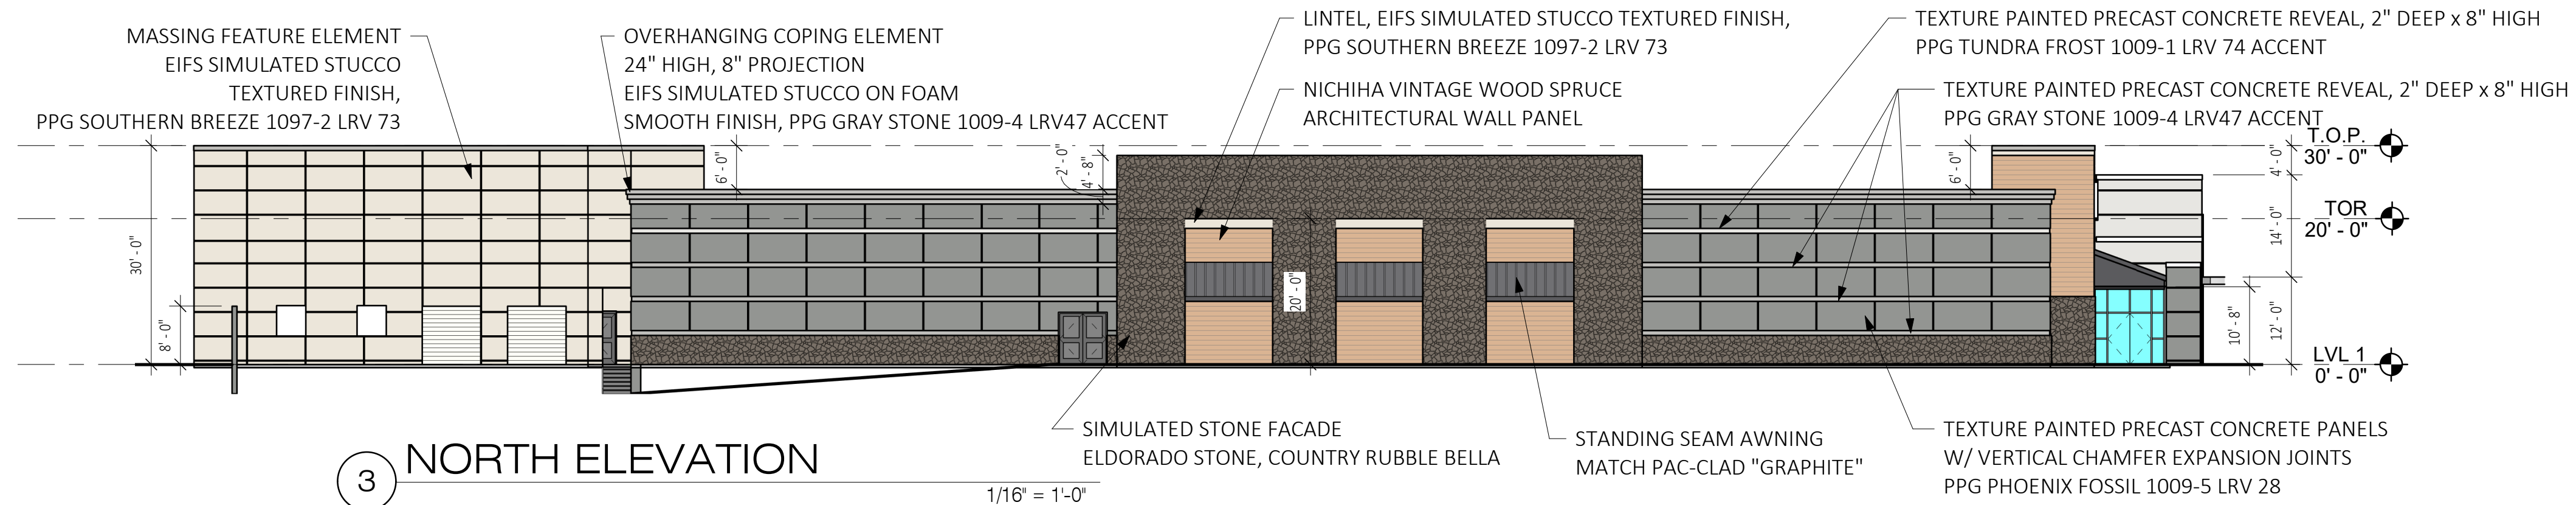 MASSING FEATURE ELEMENT
EIFS SIMULATED STUCCO
TEXTURED FINISH,
PPG SOUTHERN BREEZE 1097-2 LRV 73
OVERHANGING COPING ELEMENT
24" HIGH, 8" PROJECTION
EIFS SIMULATED STUCCO ON FOAM
SMOOTH FINISH, PPG GRAY STONE 1009-4 LRV47 ACCENT
LINTEL, EIFS SIMULATED STUCCO TEXTURED FINISH,
PPG SOUTHERN BREEZE 1097-2 LRV 73
NICHIHA VINTAGE WOOD SPRUCE
ARCHITECTURAL WALL PANEL
TEXTURE PAINTED PRECAST CONCRETE REVEAL, 2" DEEP x 8" HIGH
PPG TUNDRA FROST 1009-1 LRV 74 ACCENT
TEXTURE PAINTED PRECAST CONCRETE REVEAL, 2" DEEP x 8" HIGH
PPG GRAY STONE 1009-4 LRV47 ACCENT
T.O.P.
30' - 0"
TOR
20' - 0"
LVL 1
0' - 0"
30' - 0"
8' - 0"
6' - 0"
2' - 0"
4' - 8"
20' - 0"
6' - 0"
4' - 0"
14' - 0"
10' - 8"
12' - 0"
SIMULATED STONE FACADE
ELDORADO STONE, COUNTRY RUBBLE BELLA
STANDING SEAM AWNING
MATCH PAC-CLAD "GRAPHITE"
TEXTURE PAINTED PRECAST CONCRETE PANELS
W/ VERTICAL CHAMFER EXPANSION JOINTS
PPG PHOENIX FOSSIL 1009-5 LRV 28
3
NORTH ELEVATION
1/16" = 1'-0"